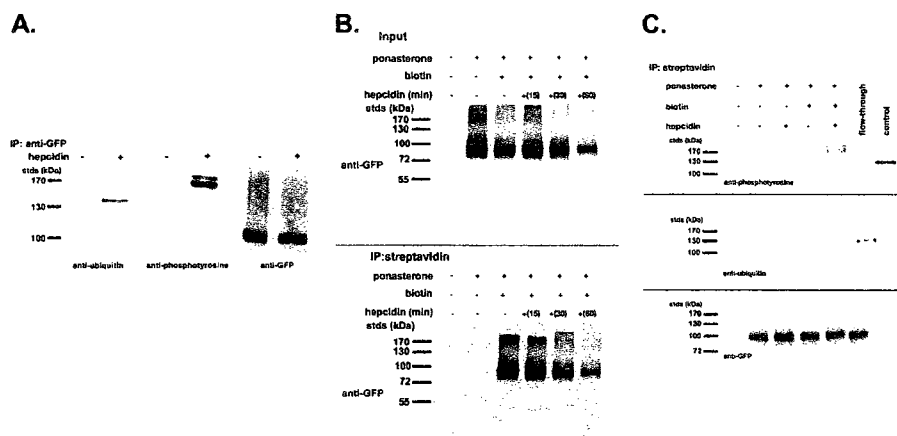 A.
IP: anti-GFP
hepcidin - + - + - +
stds (kDa)
170
130
100
anti-ubiquitin anti-phosphotyrosine anti-GFP
B.
Input
ponasterone - + + + + +
biotin - - + + + +
hepcidin (min) - - - +(15) +(30) +(60)
stds (kDa)
170
130
100
72
55
anti-GFP
IP:streptavidin
ponasterone - + + + + +
biotin - - + + + +
hepcidin (min) - - - +(15) +(30) +(60)
stds (kDa)
170
130
100
72
55
anti-GFP
C.
IP: streptavidin
ponasterone - + + + +
biotin - - - + +
hepcidin - - + - +
flow-through
control
stds (kDa)
170
130
100
anti-phosphotyrosine
stds (kDa)
170
130
100
anti-ubiquitin
stds (kDa)
170
130
100
72
anti-GFP